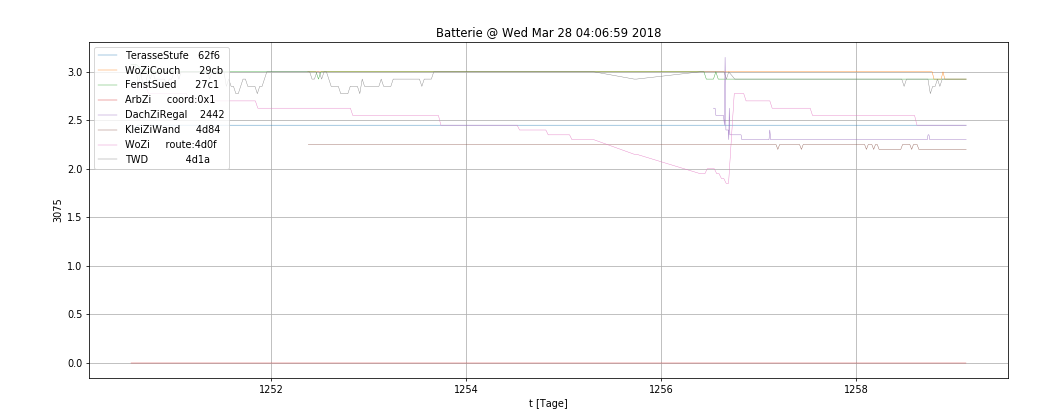 Batterie @ Wed Mar 28 04:06:59 2018
TerasseStufe 62f6
WoZiCouch 29cb
FenstSued 27c1
ArbZi coord:0x1
DachZiRegal 2442
KleiZiWand 4d84
WoZi route:4d0f
TWD 4d1a
3.0
2.5
2.0
1.5
1.0
0.5
0.0
3075
1252 1254 1256 1258
t [Tage]